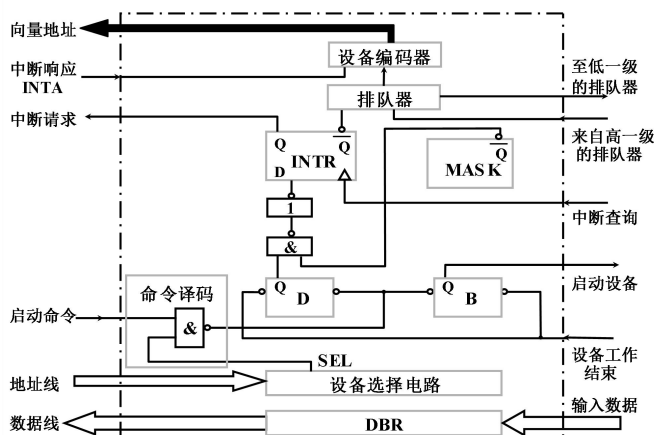 向量地址
设备编码器
中断响应
INTA
至低一级
的排队器
排队器
中断请求
来自高一级
的排队器
Q
Q
INTR
D
Q
MASK
1
中断查询
&
启动设备
命令译码
Q
D
Q
B
启动命令
&
设备工作
结束
SEL
地址线
设备选择电路
输入数据
数据线
DBR